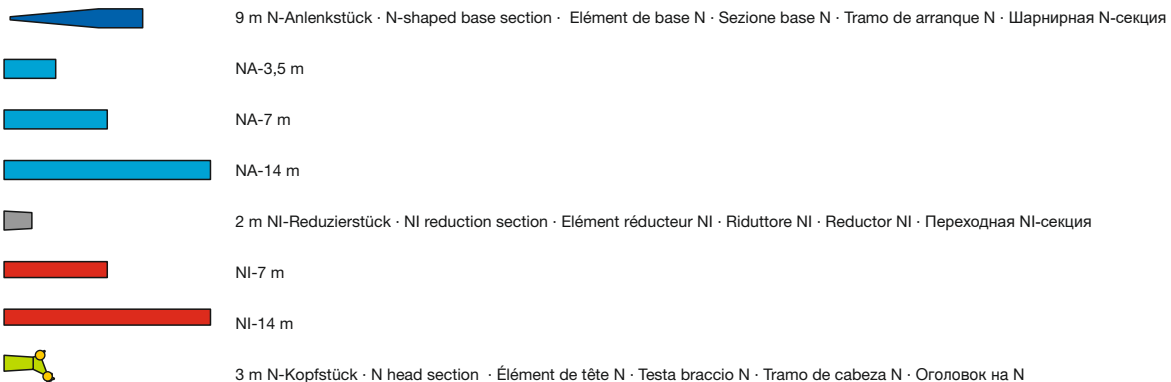 9 m N-Anlenkstück · N-shaped base section · Elément de base N · Sezione base N · Tramo de arranque N · Шарнирная N-секция
NA-3,5 m
NA-7 m
NA-14 m
2 m NI-Reduzierstück · NI reduction section · Elément réducteur NI · Riduttore NI · Reductor NI · Переходная NI-секция
NI-7 m
NI-14 m
3 m N-Kopfstück · N head section · Élément de tête N · Testa braccio N · Tramo de cabeza N · Оголовок на N